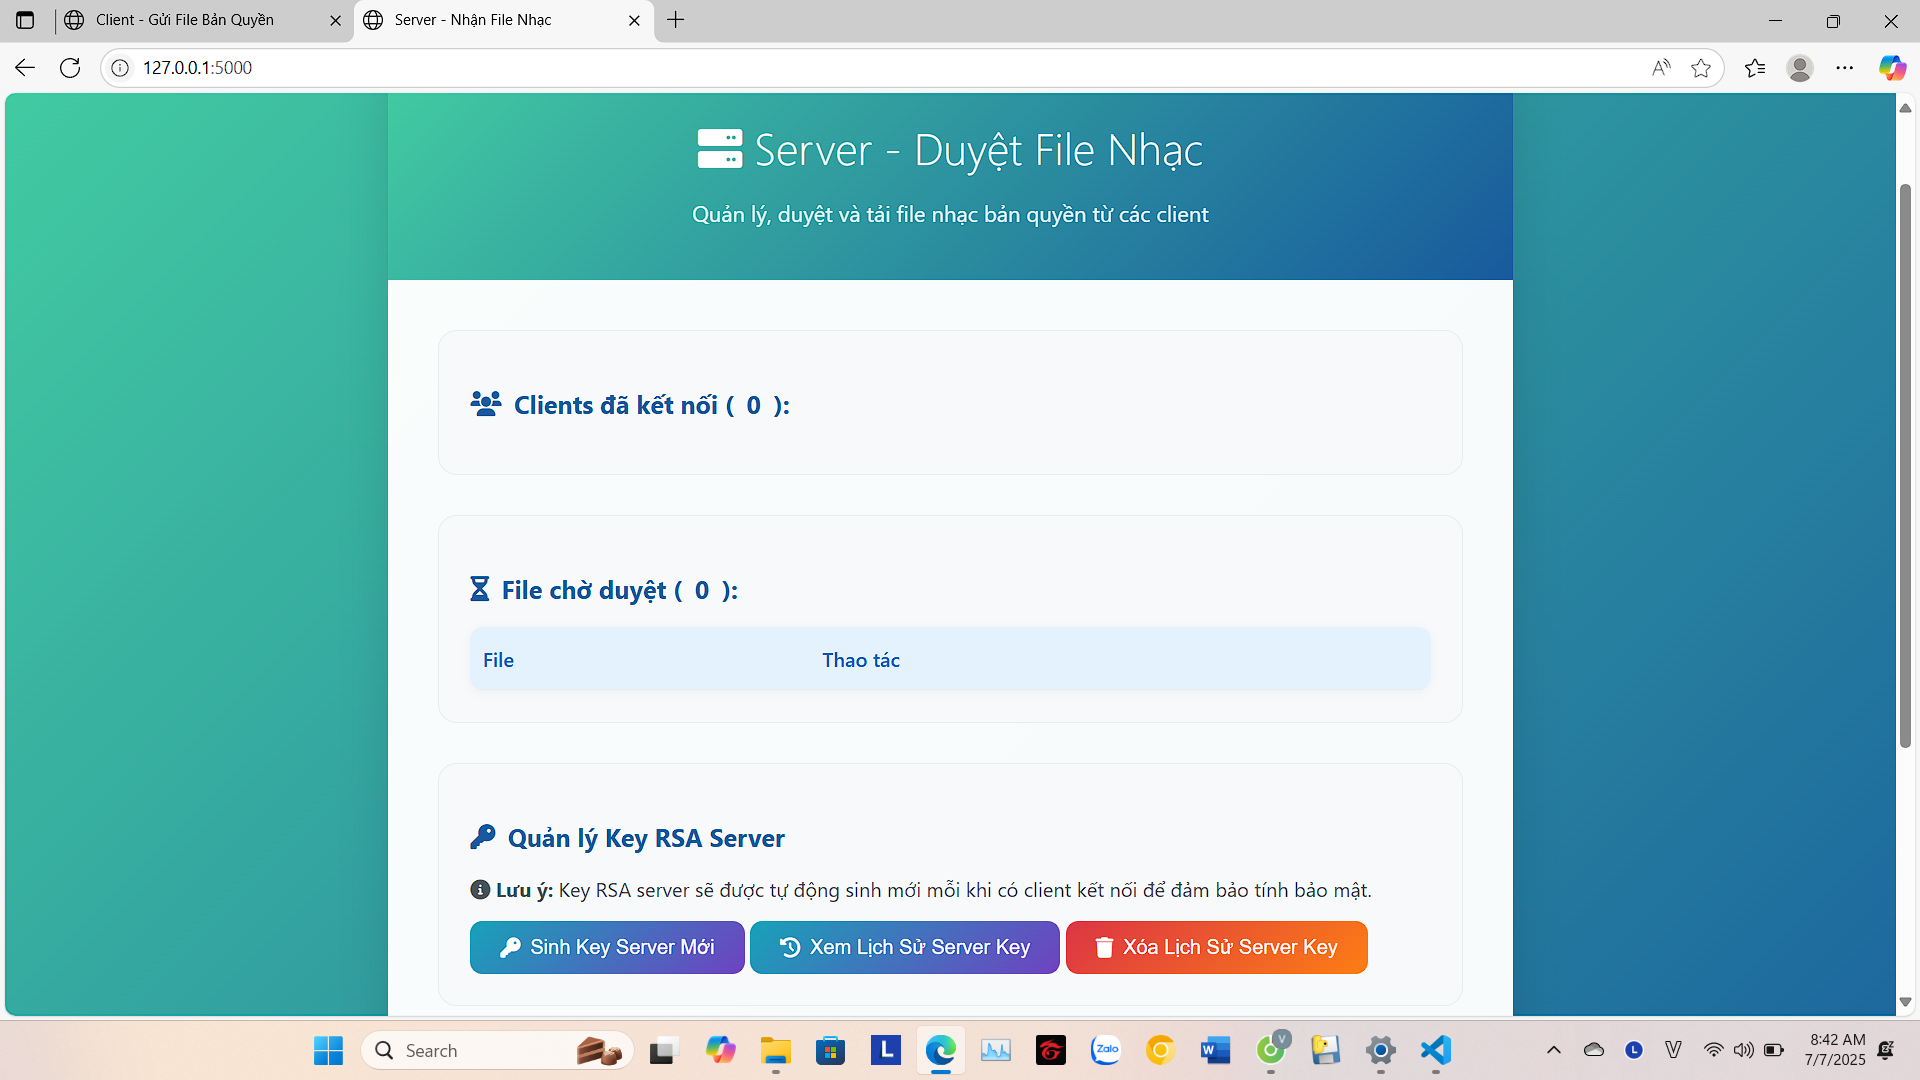 Client - Gửi File Bản Quyền
Server - Nhận File Nhạc
127.0.0.1:5000
Server - Duyệt File Nhạc
Quản lý, duyệt và tải file nhạc bản quyền từ các client
Clients đã kết nối ( 0 ):
File chờ duyệt ( 0 ):
File Thao tác
Quản lý Key RSA Server
Lưu ý: Key RSA server sẽ được tự động sinh mới mỗi khi có client kết nối để đảm bảo tính bảo mật.
Sinh Key Server Mới Xem Lịch Sử Server Key Xóa Lịch Sử Server Key
Search
L
Zalo
V
L
V
8:42 AM
7/7/2025